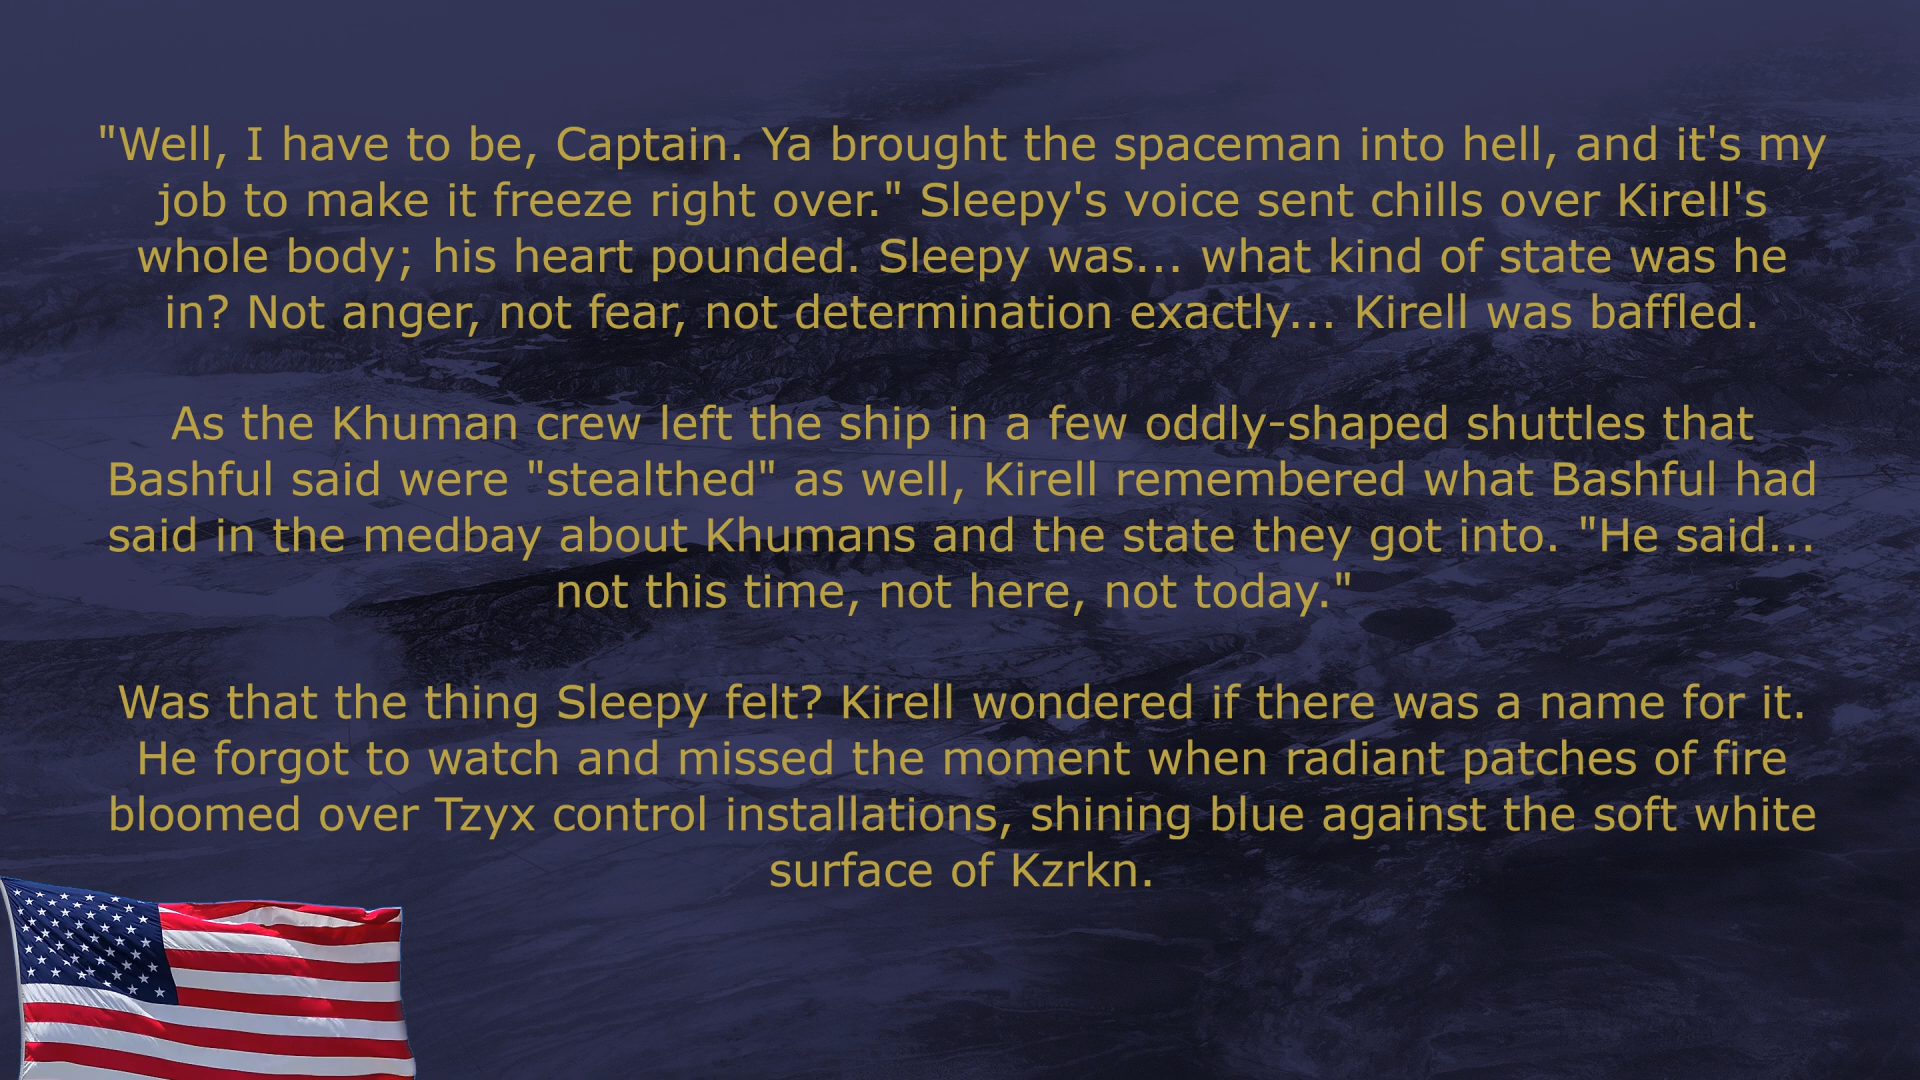 "Well, I have to be, Captain. Ya brought the spaceman into hell, and it's my
job to make it freeze right over." Sleepy's voice sent chills over Kirell's
whole body; his heart pounded. Sleepy was... what kind of state was he
in? Not anger, not fear, not determination exactly... Kirell was baffled.
As the Khuman crew left the ship in a few oddly-shaped shuttles that
Bashful said were "stealthed" as well, Kirell remembered what Bashful had
said in the medbay about Khumans and the state they got into. "He said...
not this time, not here, not today."
Was that the thing Sleepy felt? Kirell wondered if there was a name for it.
He forgot to watch and missed the moment when radiant patches of fire
bloomed over Tzyx control installations, shining blue against the soft white
surface of Kzrkn.